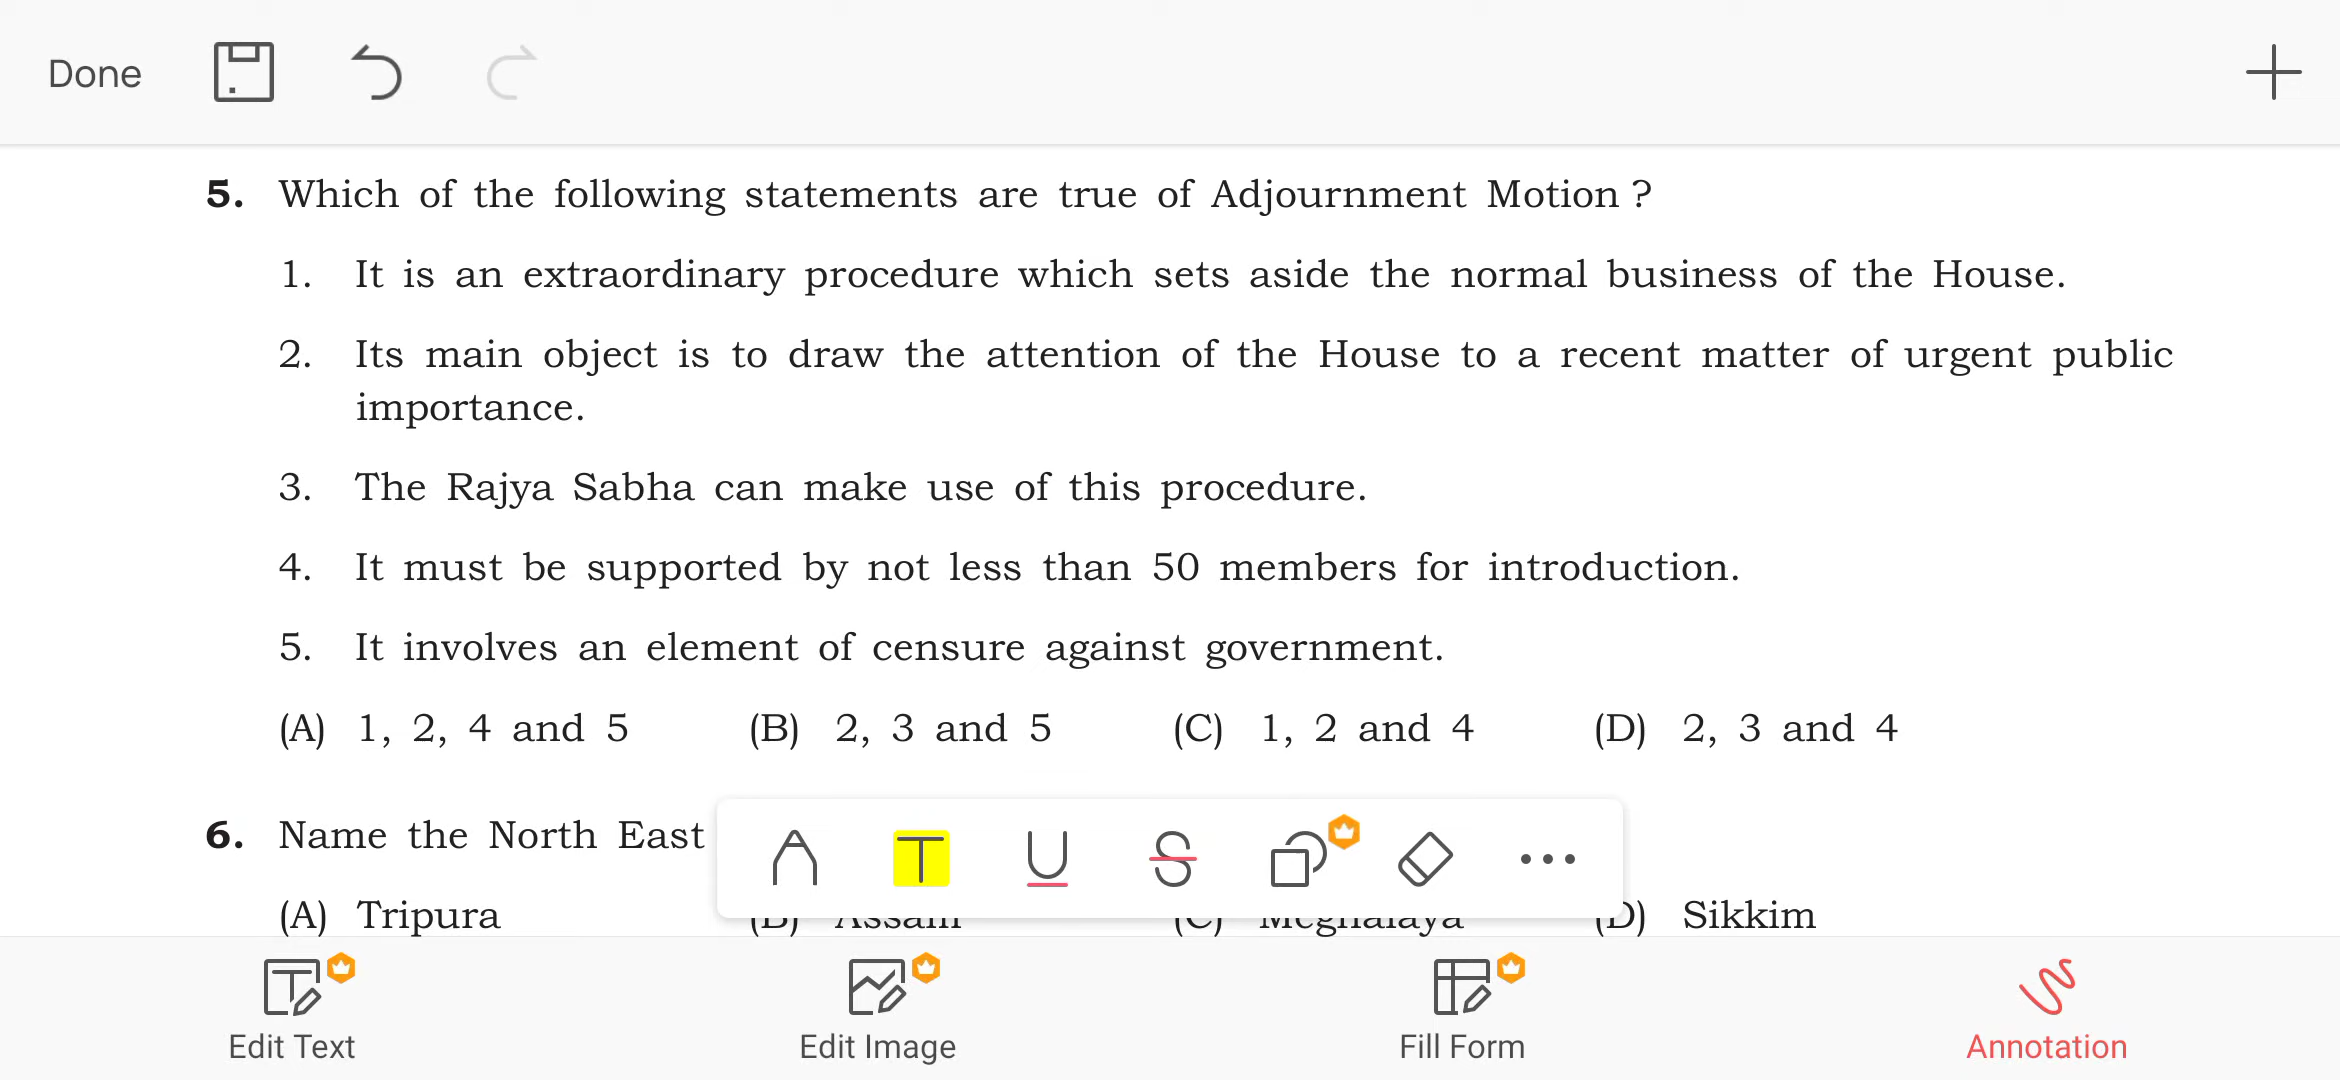 Done
5. Which of the following statements are true of Adjournment Motion ?
1. It is an extraordinary procedure which sets aside the normal business of the House.
2. Its main object is to draw the attention of the House to a recent matter of urgent public
importance.
3. The Rajya Sabha can make use of this procedure.
4. It must be supported by not less than 50 members for introduction.
5. It involves an element of censure against government.
(A) 1, 2, 4 and 5 (B) 2, 3 and 5 (C) 1, 2 and 4 (D) 2, 3 and 4
6. Name the North East
(A) Tripura (B) Assam (C) Meghalaya (D) Sikkim
Edit Text Edit Image Fill Form Annotation